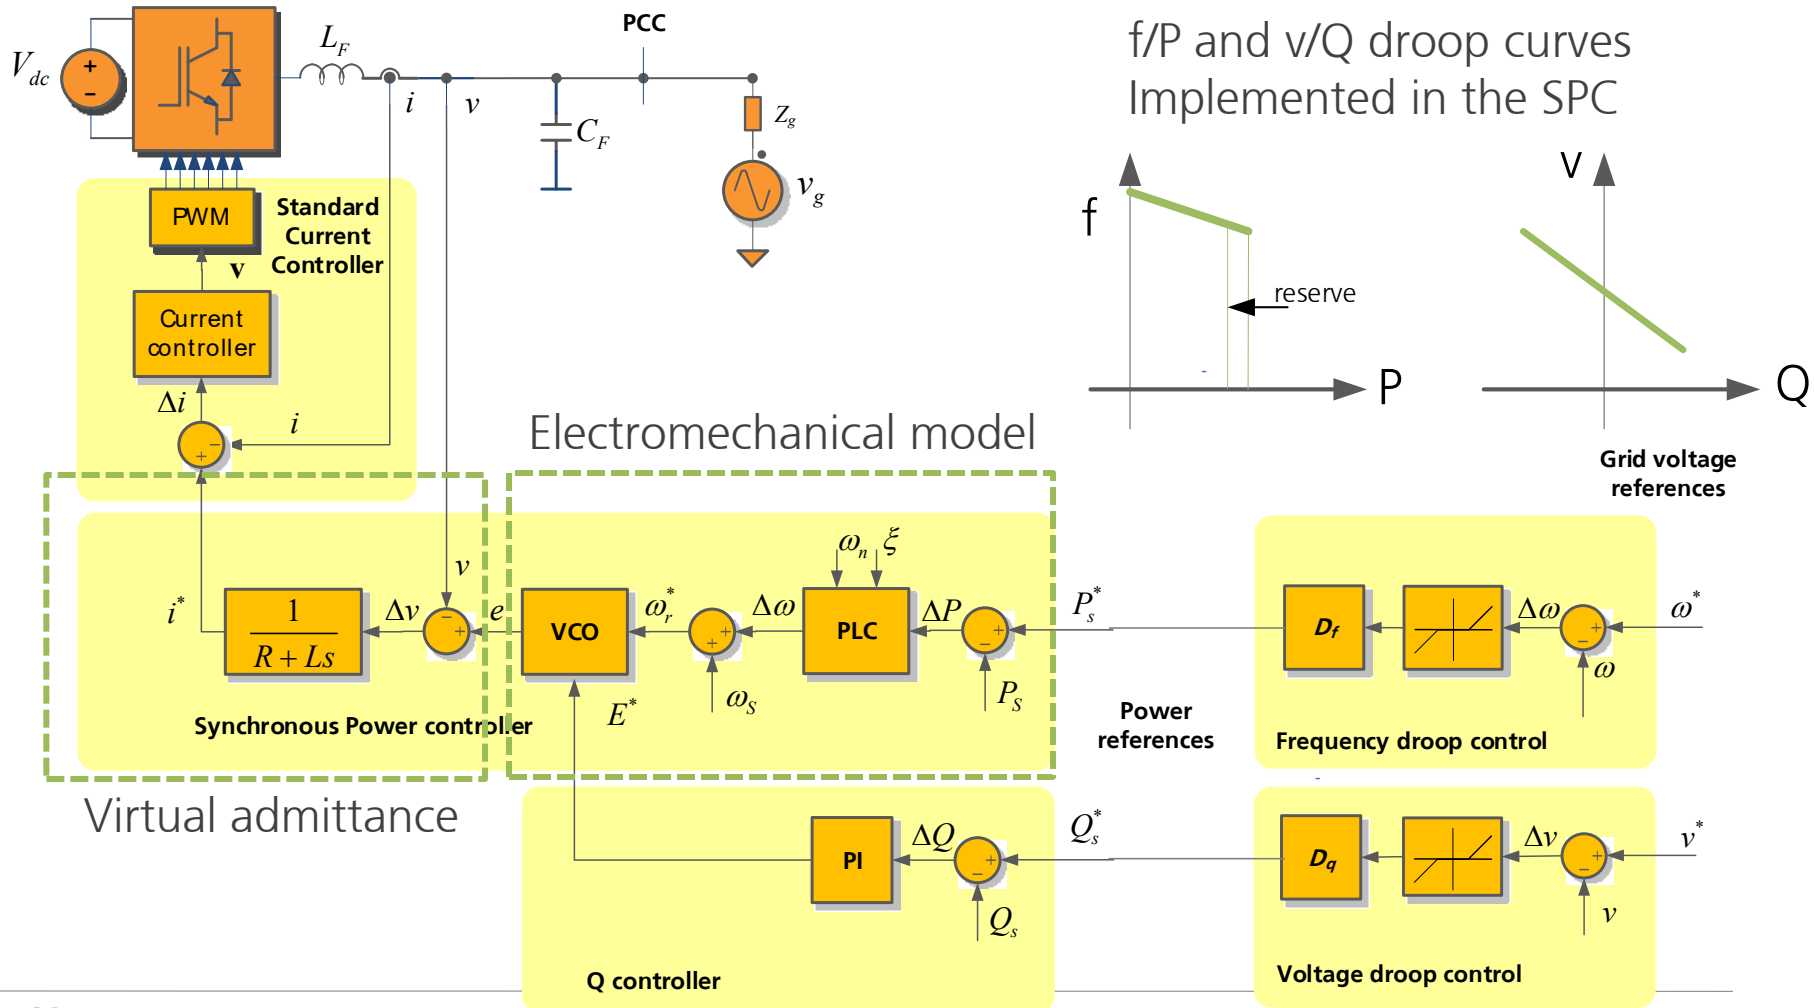 f/P and v/Q droop curves
Implemented in the SPC
PCC
V_dc
+
−
L_F
i
v
C_F
Z_g
v_g
PWM
Standard
Current
Controller
v
Current
controller
Δi
i
−
+
f
reserve
P
V
Q
Grid voltage
references
Electromechanical model
v
i*
1
R + Ls
Δv
−
+
e
VCO
ω_r*
+
+
Δω
ω_n
ξ
PLC
ΔP
+
−
P_s*
E*
ω_S
P_S
Synchronous Power controller
Virtual admittance
Power
references
D_f
Δω
+
−
ω*
ω
Frequency droop control
PI
ΔQ
+
−
Q_s*
Q_s
Q controller
D_q
Δv
+
−
v*
v
Voltage droop control